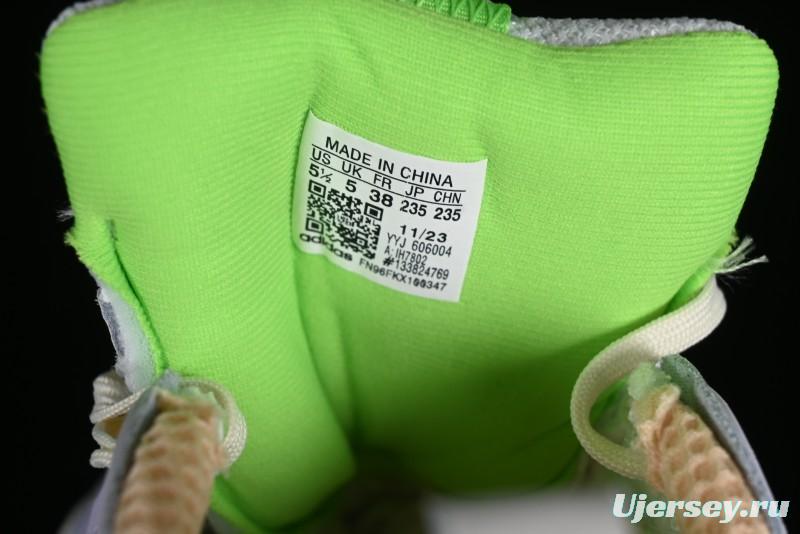 MADE IN CHINA
US UK FR JP CHN
5½ 5 38 235 235
11/23
YYJ 606004
A:IH7802
#133824769
adidas
FN96FKX100347
Ujersey.ru